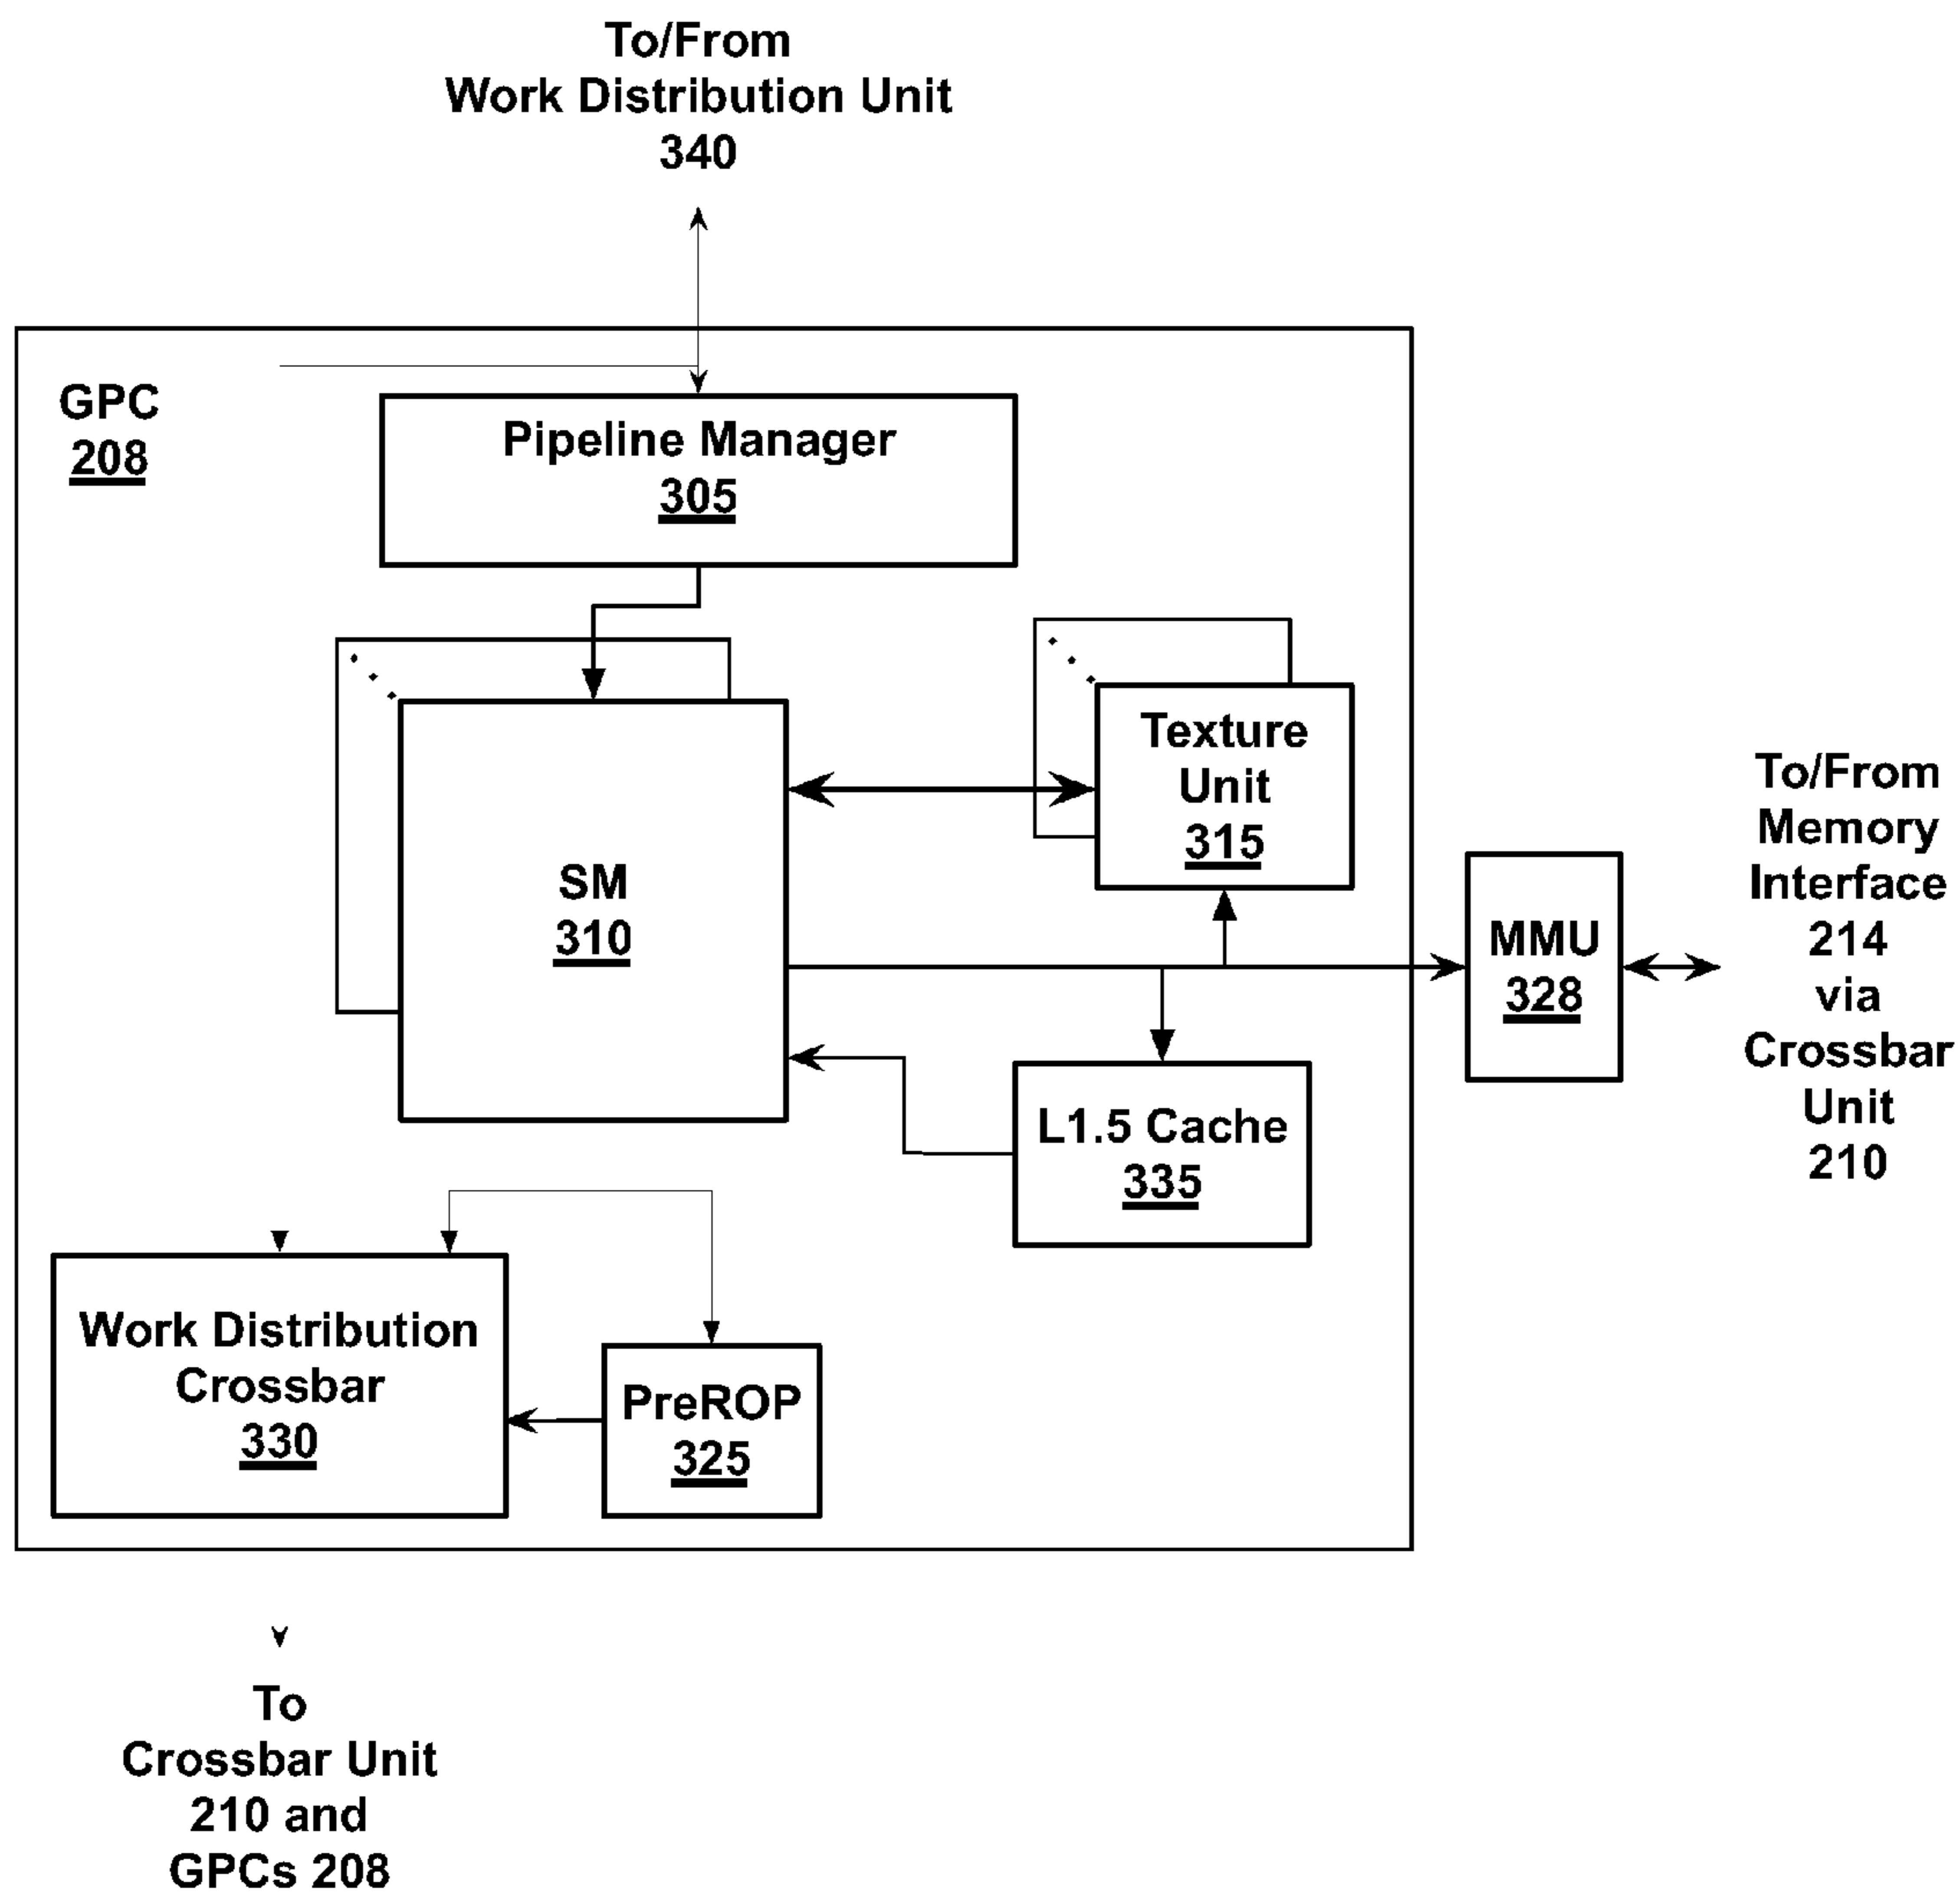 To/From
Work Distribution Unit
340
GPC
208
Pipeline Manager
305
Texture
Unit
315
SM
310
To/From
Memory
Interface
214
via
Crossbar
Unit
210
MMU
328
L1.5 Cache
335
Work Distribution
Crossbar
330
PreROP
325
To
Crossbar Unit
210 and
GPCs 208